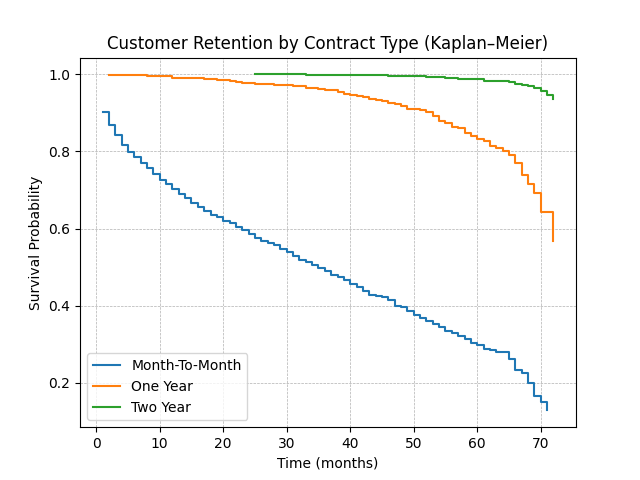 Customer Retention by Contract Type (Kaplan–Meier)
Survival Probability
1.0
0.8
0.6
0.4
0.2
Month-To-Month
One Year
Two Year
0 10 20 30 40 50 60 70
Time (months)